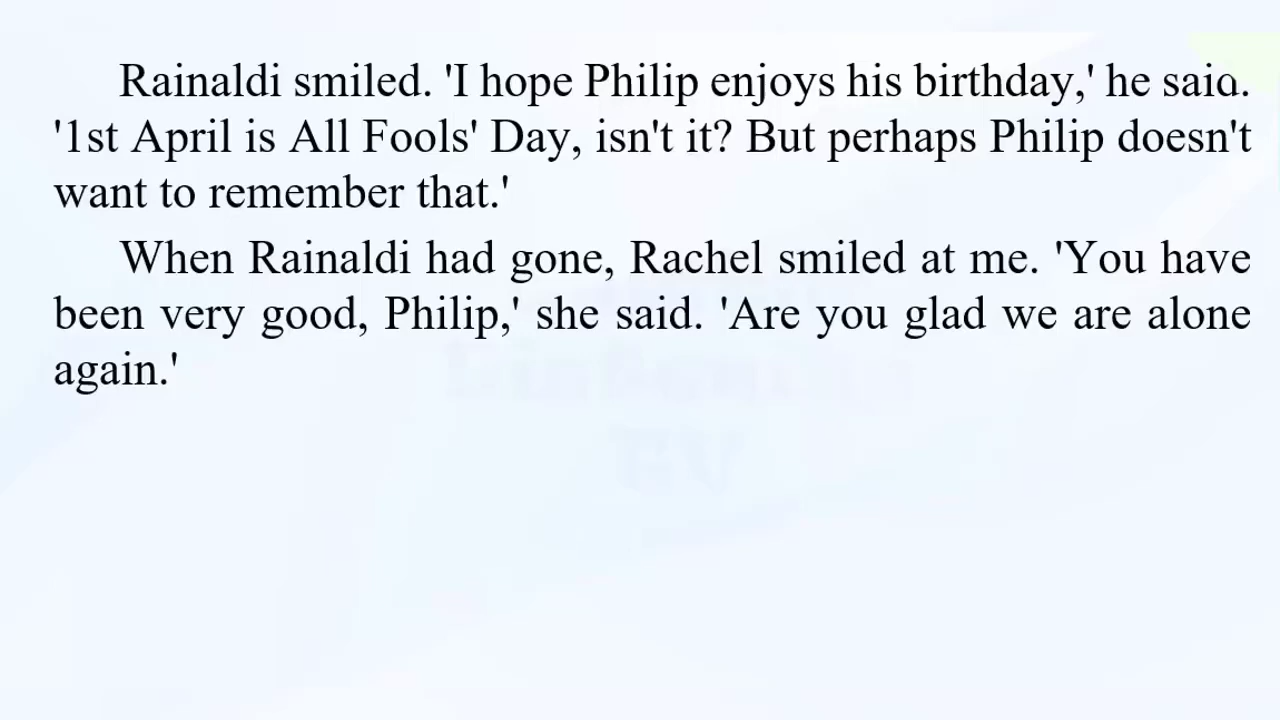 Rainaldi smiled. 'I hope Philip enjoys his birthday,' he said.
'1st April is All Fools' Day, isn't it? But perhaps Philip doesn't
want to remember that.'
When Rainaldi had gone, Rachel smiled at me. 'You have
been very good, Philip,' she said. 'Are you glad we are alone
again.'